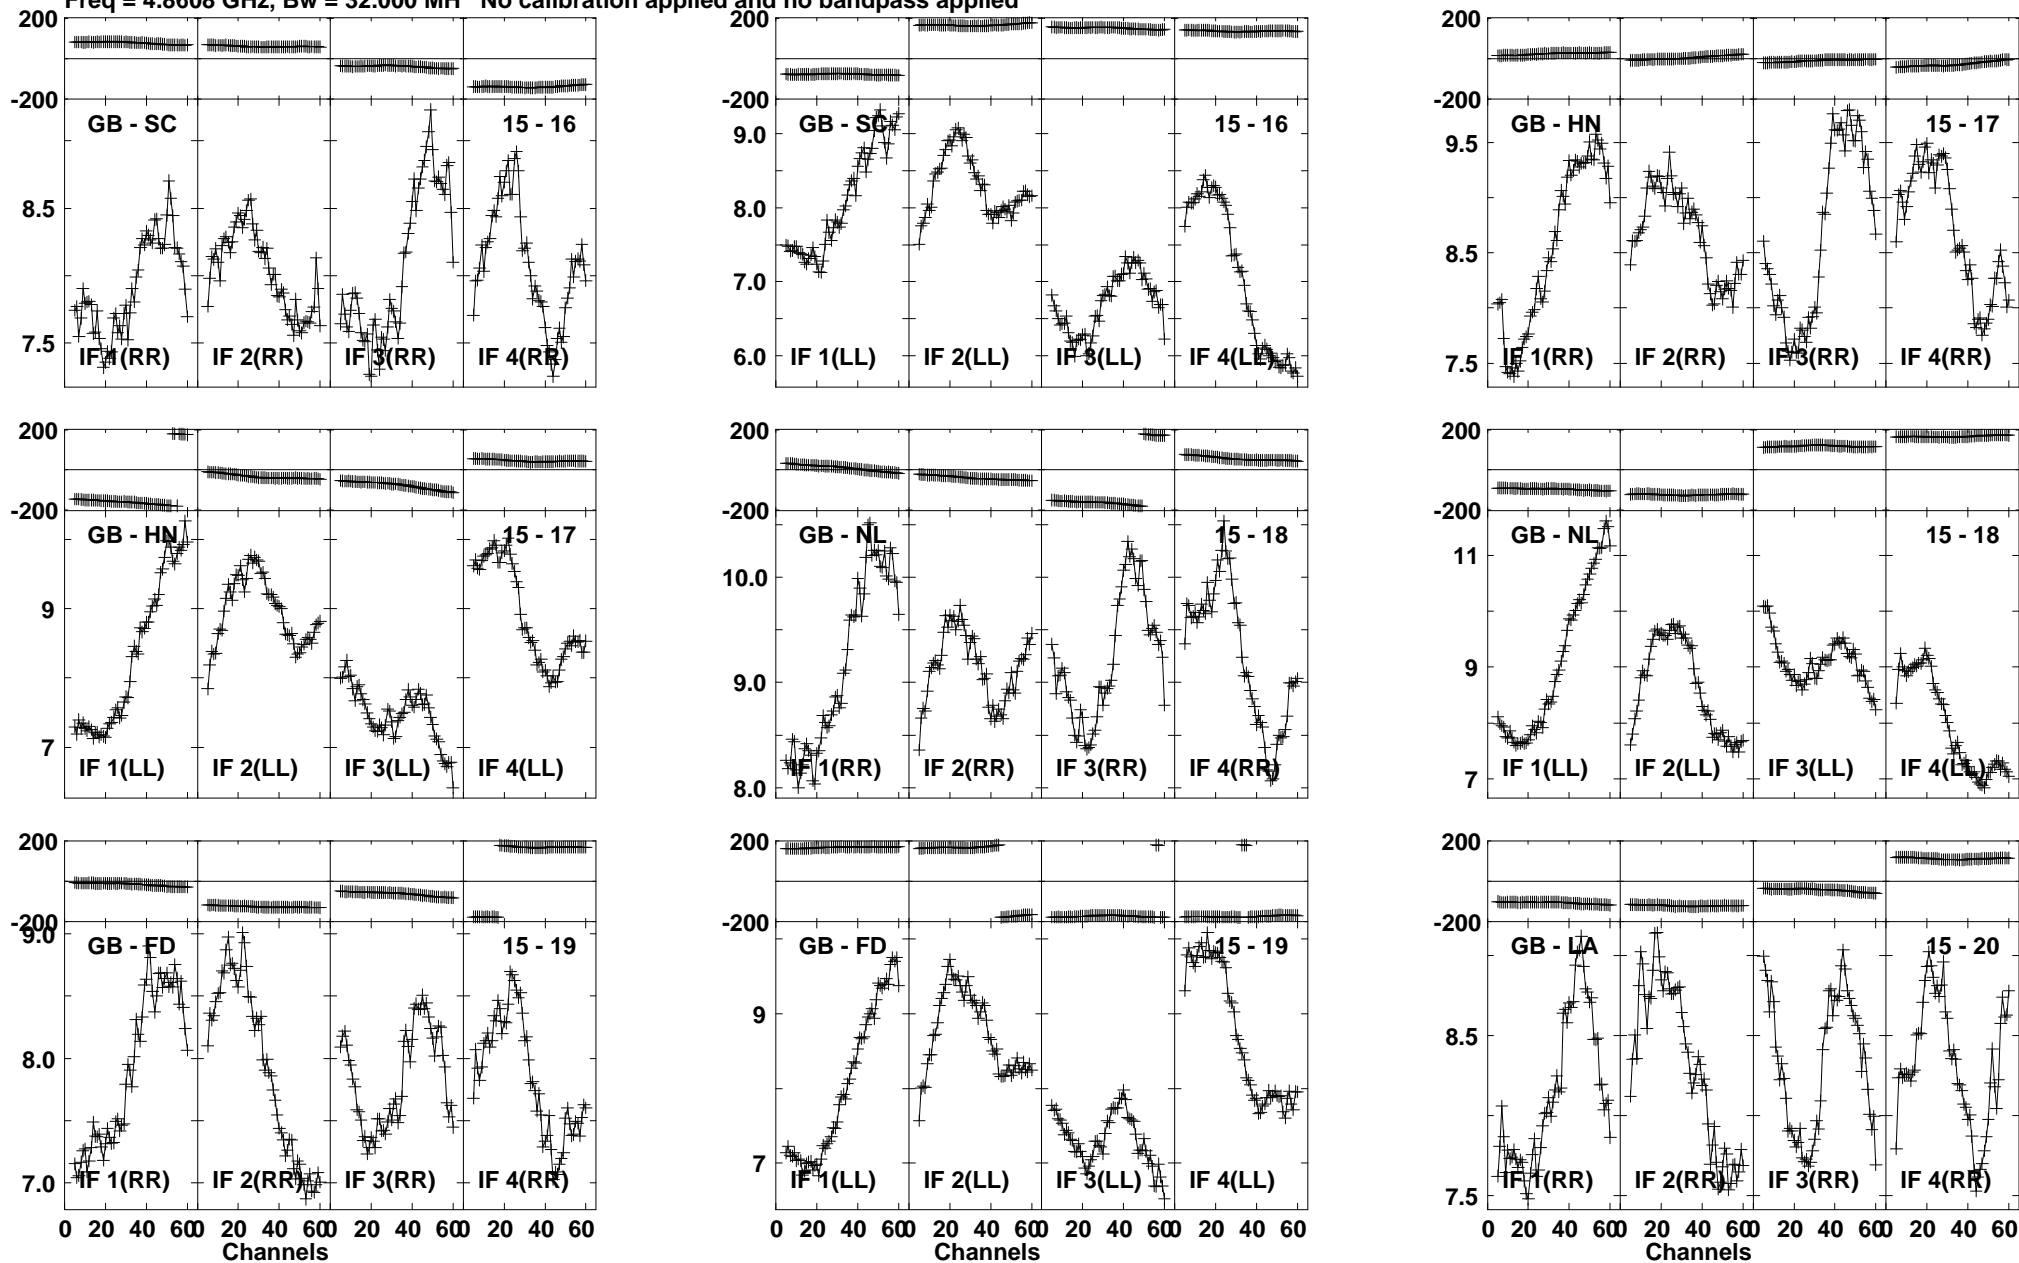 Freq = 4.8608 GHz, Bw = 32.000 MH No calibration applied and no bandpass applied
200 200 200
-200 -200 -200
GB - SC 15 - 16 GB - SC 15 - 16 GB - HN 15 - 17
9.0 9.5
8.5 8.0 8.5
7.0
7.5 6.0 7.5
IF 1(RR) IF 2(RR) IF 3(RR) IF 4(RR) IF 1(LL) IF 2(LL) IF 3(LL) IF 4(LL) IF 1(RR) IF 2(RR) IF 3(RR) IF 4(RR)
200 200 200
-200 -200 -200
GB - HN 15 - 17 GB - NL 15 - 18 GB - NL 15 - 18
10.0 11
9 9.0 9
7 8.0 7
IF 1(LL) IF 2(LL) IF 3(LL) IF 4(LL) IF 1(RR) IF 2(RR) IF 3(RR) IF 4(RR) IF 1(LL) IF 2(LL) IF 3(LL) IF 4(LL)
200 200 200
-200 -200 -200
9.0 GB - FD 15 - 19 GB - FD 15 - 19 GB - LA 15 - 20
8.0 9 8.5
7.0 7 7.5
IF 1(RR) IF 2(RR) IF 3(RR) IF 4(RR) IF 1(LL) IF 2(LL) IF 3(LL) IF 4(LL) IF 1(RR) IF 2(RR) IF 3(RR) IF 4(RR)
0 20 40 60 0 20 40 60 0 20 40 60 0 20 40 60 0 20 40 60 0 20 40 60 0 20 40 60 0 20 40 60 0 20 40 60 0 20 40 60 0 20 40 60 0 20 40 60
Channels Channels Channels